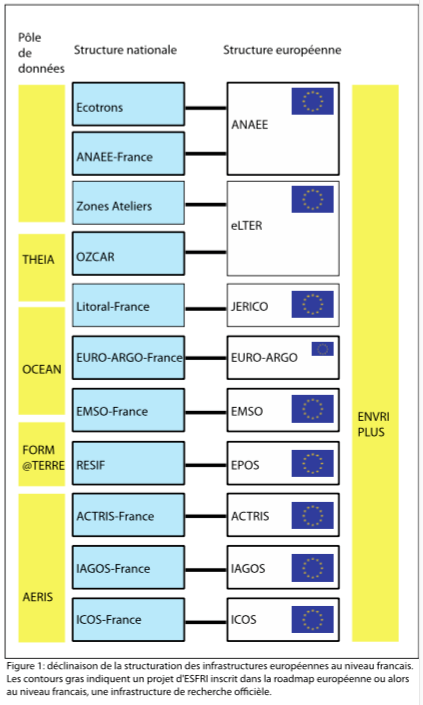 Pôle
de
données
Structure nationale
Structure européenne
Ecotrons
ANAEE
ANAEE-France
Zones Ateliers
eLTER
THEIA
OZCAR
Litoral-France
JERICO
OCEAN
EURO-ARGO-France
EURO-ARGO
EMSO-France
EMSO
ENVRI
PLUS
FORM
@TERRE
RESIF
EPOS
ACTRIS-France
ACTRIS
AERIS
IAGOS-France
IAGOS
ICOS-France
ICOS
Figure 1: déclinaison de la structuration des infrastructures européennes au niveau francais.
Les contours gras indiquent un projet d'ESFRI inscrit dans la roadmap européenne ou alors
au niveau francais, une infrastructure de recherche officièle.